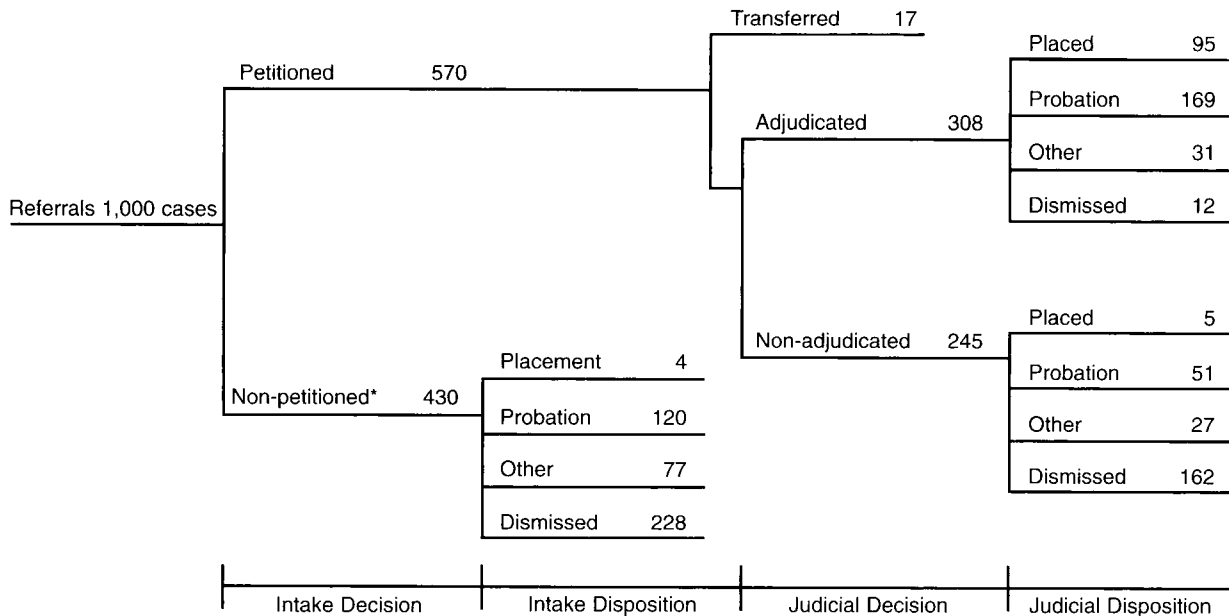 Transferred 17
Placed 95
Petitioned 570
Probation 169
Adjudicated 308
Other 31
Referrals 1,000 cases
Dismissed 12
Placed 5
Non-adjudicated 245
Placement 4
Probation 51
Non-petitioned* 430
Probation 120
Other 27
Other 77
Dismissed 162
Dismissed 228
Intake Decision Intake Disposition Judicial Decision Judicial Disposition